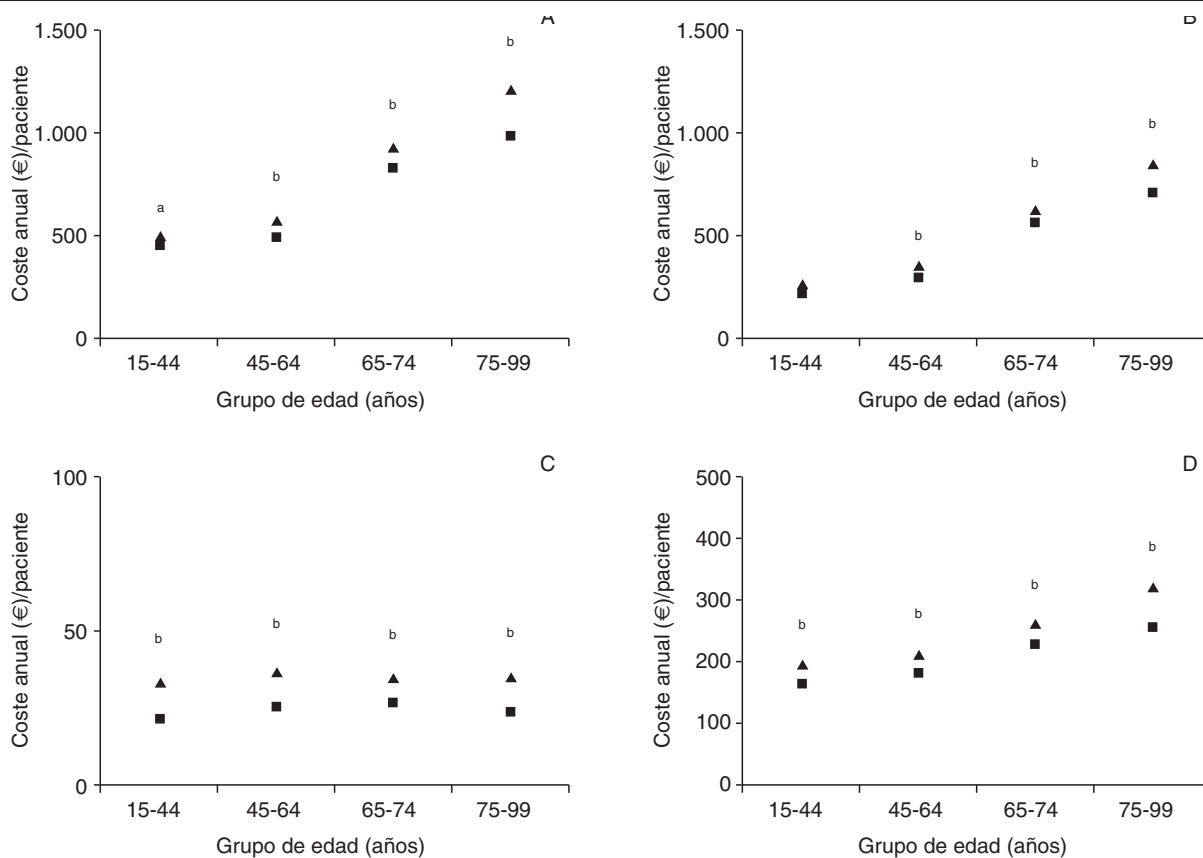 A
Coste anual (€)/paciente
1.500
1.000
500
0
a
b
b
b
15-44
45-64
65-74
75-99
Grupo de edad (años)
B
Coste anual (€)/paciente
1.500
1.000
500
0
b
b
b
15-44
45-64
65-74
75-99
Grupo de edad (años)
C
Coste anual (€)/paciente
100
50
0
b
b
b
b
15-44
45-64
65-74
75-99
Grupo de edad (años)
D
Coste anual (€)/paciente
500
400
300
200
100
0
b
b
b
b
15-44
45-64
65-74
75-99
Grupo de edad (años)